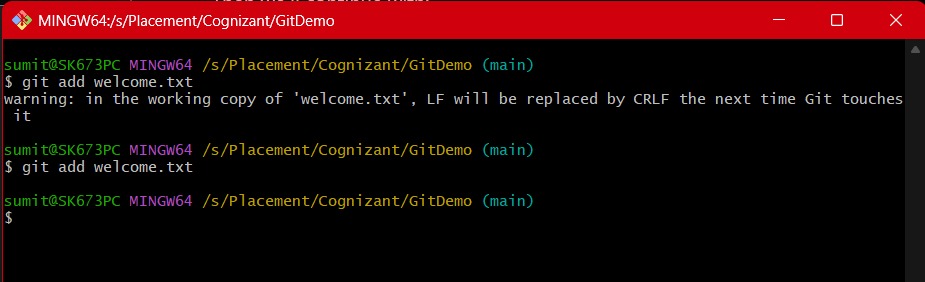 MINGW64:/s/Placement/Cognizant/GitDemo
sumit@SK673PC MINGW64 /s/Placement/Cognizant/GitDemo (main)
$ git add welcome.txt
warning: in the working copy of 'welcome.txt', LF will be replaced by CRLF the next time Git touches
 it
sumit@SK673PC MINGW64 /s/Placement/Cognizant/GitDemo (main)
$ git add welcome.txt
sumit@SK673PC MINGW64 /s/Placement/Cognizant/GitDemo (main)
$